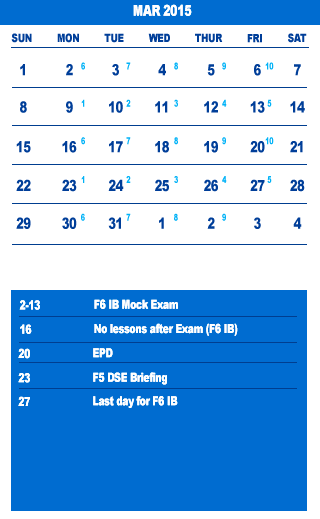 MAR 2015
SUN MON TUE WED THUR FRI SAT
1 2 6 3 7 4 8 5 9 6 10 7
8 9 1 10 2 11 3 12 4 13 5 14
15 16 6 17 7 18 8 19 9 20 10 21
22 23 1 24 2 25 3 26 4 27 5 28
29 30 6 31 7 1 8 2 9 3 4
2-13 F6 IB Mock Exam
16 No lessons after Exam (F6 IB)
20 EPD
23 F5 DSE Briefing
27 Last day for F6 IB